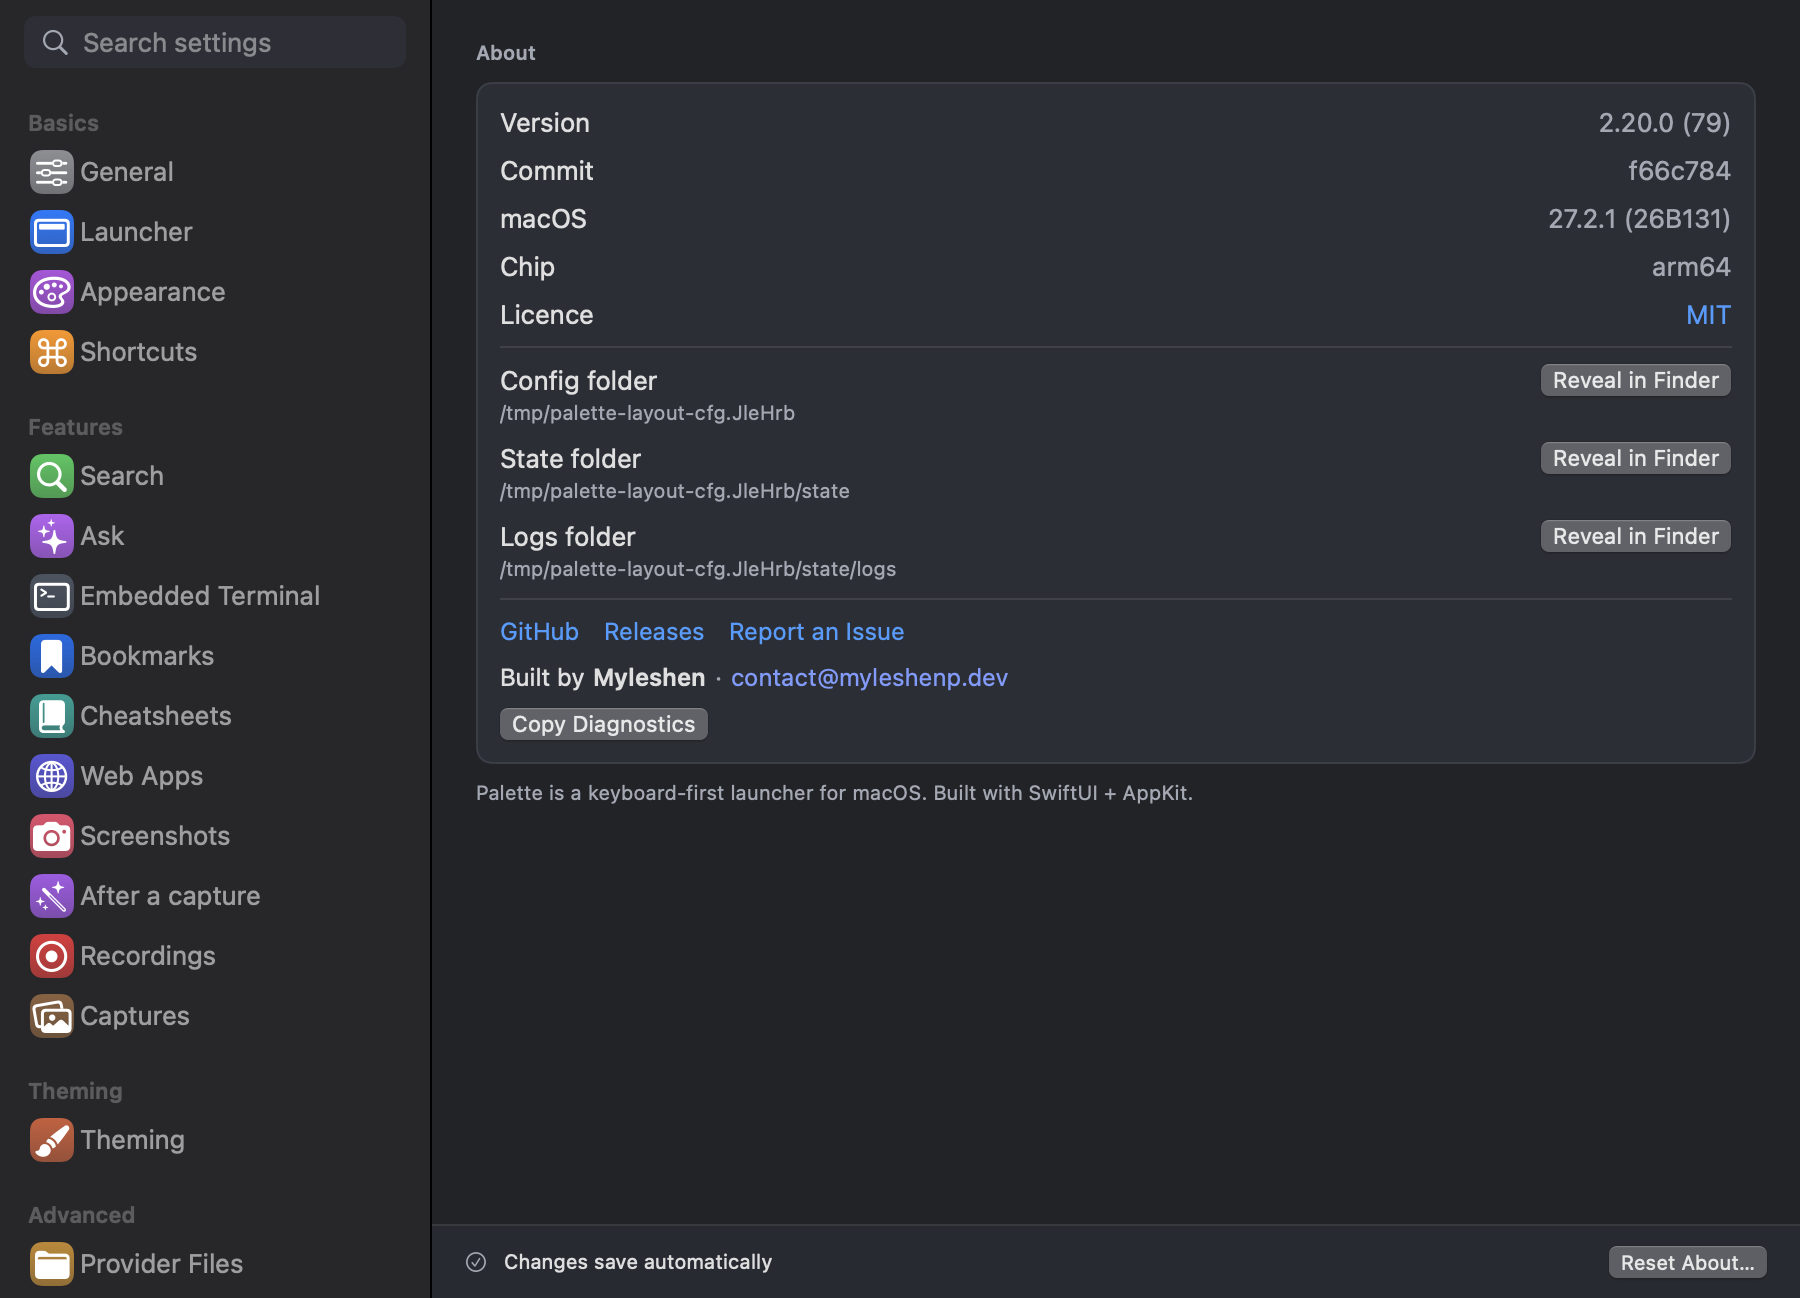 Search settings
Basics
General
Launcher
Appearance
Shortcuts
Features
Search
Ask
Embedded Terminal
Bookmarks
Cheatsheets
Web Apps
Screenshots
After a capture
Recordings
Captures
Theming
Theming
Advanced
Provider Files
About
Version 2.20.0 (79)
Commit f66c784
macOS 27.2.1 (26B131)
Chip arm64
Licence MIT
Config folder Reveal in Finder
/tmp/palette-layout-cfg.JleHrb
State folder Reveal in Finder
/tmp/palette-layout-cfg.JleHrb/state
Logs folder Reveal in Finder
/tmp/palette-layout-cfg.JleHrb/state/logs
GitHub Releases Report an Issue
Built by Myleshen · contact@myleshenp.dev
Copy Diagnostics
Palette is a keyboard-first launcher for macOS. Built with SwiftUI + AppKit.
Changes save automatically Reset About...